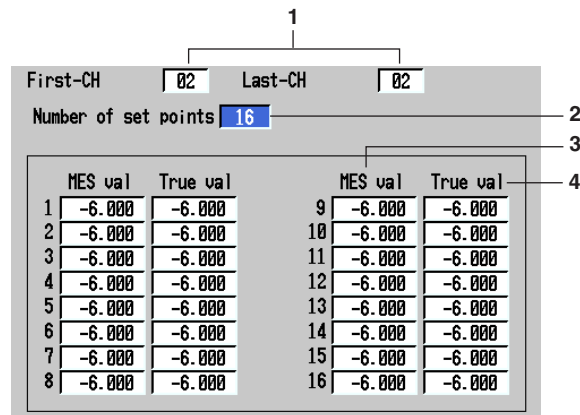 1
First-CH 02 Last-CH 02
Number of set points 16 2
3
MES val True val MES val True val 4
1 -6.000 -6.000 9 -6.000 -6.000
2 -6.000 -6.000 10 -6.000 -6.000
3 -6.000 -6.000 11 -6.000 -6.000
4 -6.000 -6.000 12 -6.000 -6.000
5 -6.000 -6.000 13 -6.000 -6.000
6 -6.000 -6.000 14 -6.000 -6.000
7 -6.000 -6.000 15 -6.000 -6.000
8 -6.000 -6.000 16 -6.000 -6.000